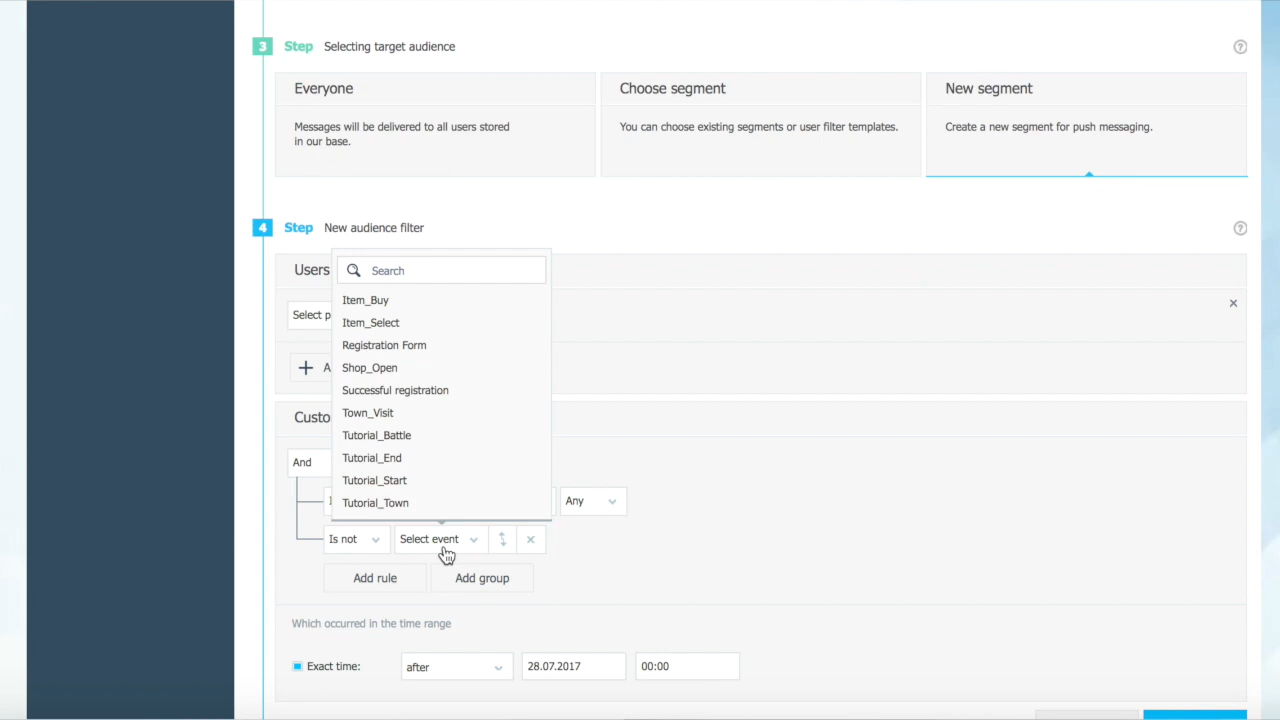 3 Step Selecting target audience ?
Everyone Choose segment New segment
Messages will be delivered to all users stored
in our base.
You can choose existing segments or user filter templates.
Create a new segment for push messaging.
4 Step New audience filter ?
Users
Search
Select p
Item_Buy
Item_Select
Registration Form
Shop_Open
Successful registration
Town_Visit
Tutorial_Battle
Tutorial_End
Tutorial_Start
Tutorial_Town
A
Custo
And
Any
Is not Select event
Add rule Add group
Which occurred in the time range
Exact time: after 28.07.2017 00:00